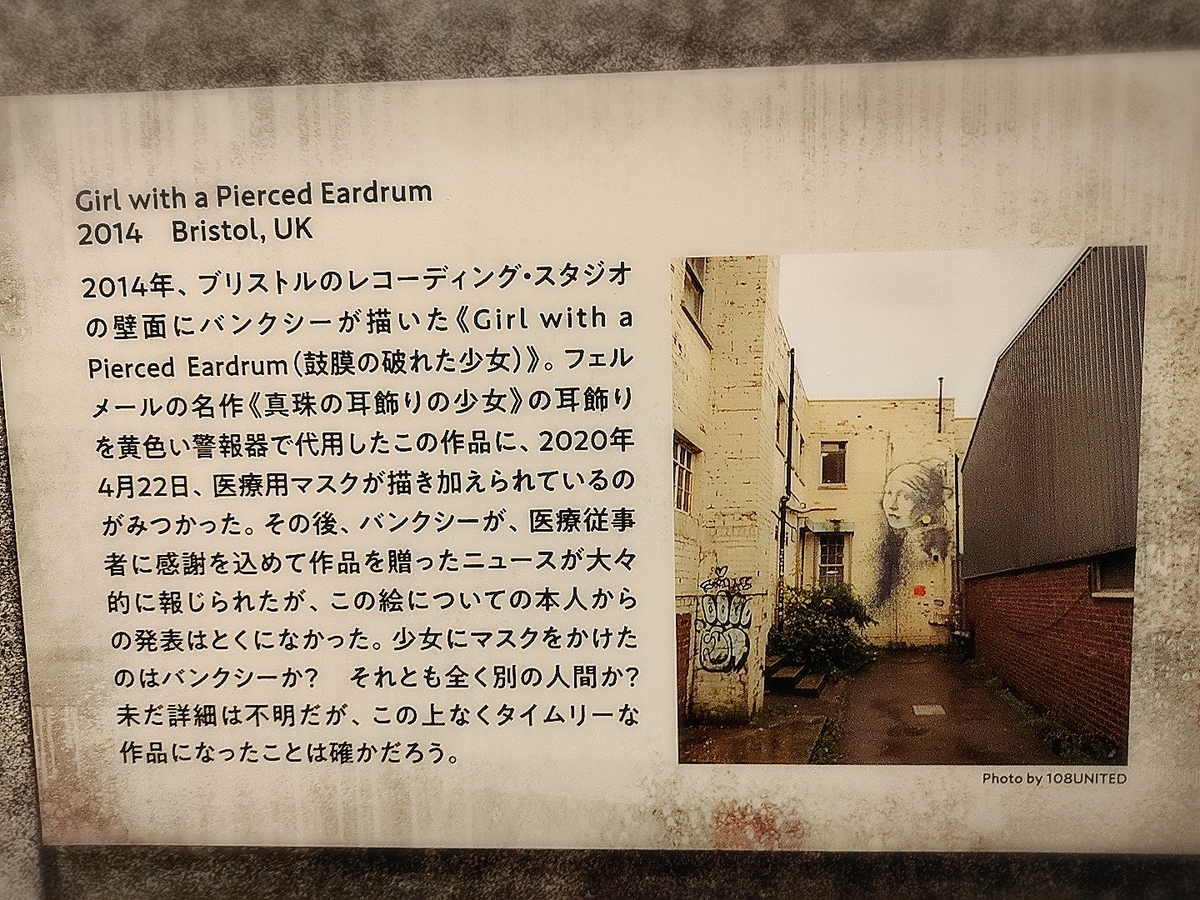 Girl with a Pierced Eardrum
2014 Bristol, UK
2014年、ブリストルのレコーディング・スタジオ
の壁面にバンクシーが描いた《Girl with a
Pierced Eardrum(鼓膜の破れた少女)》。フェル
メールの名作《真珠の耳飾りの少女》の耳飾り
を黄色い警報器で代用したこの作品に、2020年
4月22日、医療用マスクが描き加えられているの
がみつかった。その後、バンクシーが、医療従事
者に感謝を込めて作品を贈ったニュースが大々
的に報じられたが、この絵についての本人から
の発表はとくになかった。少女にマスクをかけた
のはバンクシーか? それとも全く別の人間か?
未だ詳細は不明だが、この上なくタイムリーな
作品になったことは確かだろう。
Photo by 108UNITED